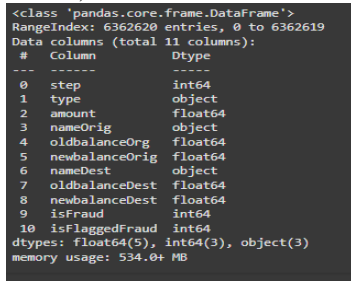 <class 'pandas.core.frame.DataFrame'>
RangeIndex: 6362620 entries, 0 to 6362619
Data columns (total 11 columns):
 #   Column          Dtype
---  ------          -----
 0   step            int64
 1   type            object
 2   amount          float64
 3   nameOrig        object
 4   oldbalanceOrg   float64
 5   newbalanceOrig  float64
 6   nameDest        object
 7   oldbalanceDest  float64
 8   newbalanceDest  float64
 9   isFraud         int64
 10  isFlaggedFraud  int64
dtypes: float64(5), int64(3), object(3)
memory usage: 534.0+ MB